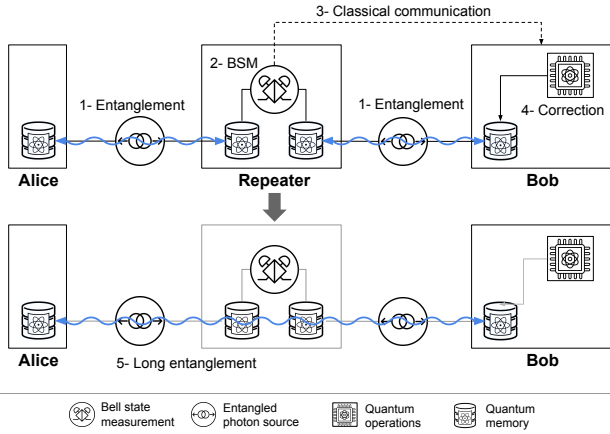 3- Classical communication
2- BSM
1- Entanglement
1- Entanglement
4- Correction
Alice
Repeater
Bob
Alice
5- Long entanglement
Bob
Bell state
measurement
Entangled
photon source
Quantum
operations
Quantum
memory